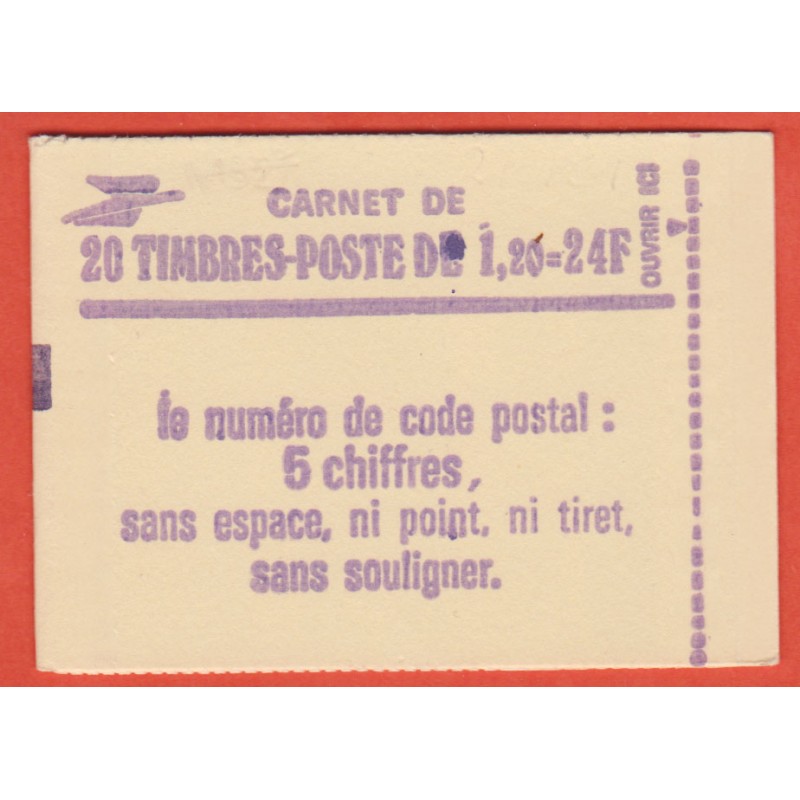 CARNET DE
20 TIMBRES-POSTE DE 1,20=24F
OUVRIR ICI
le numéro de code postal :
5 chiffres,
sans espace, ni point, ni tiret,
sans souligner.